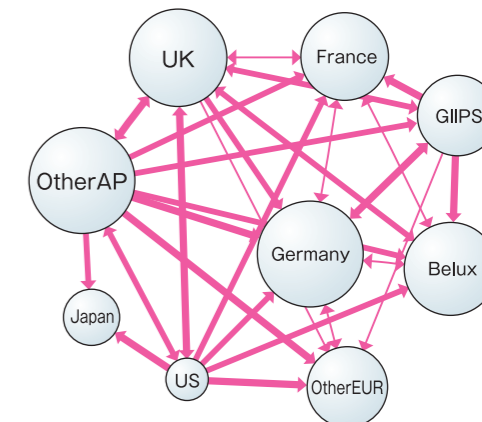 UK
France
GIIPS
OtherAP
Germany
Belux
Japan
US
OtherEUR